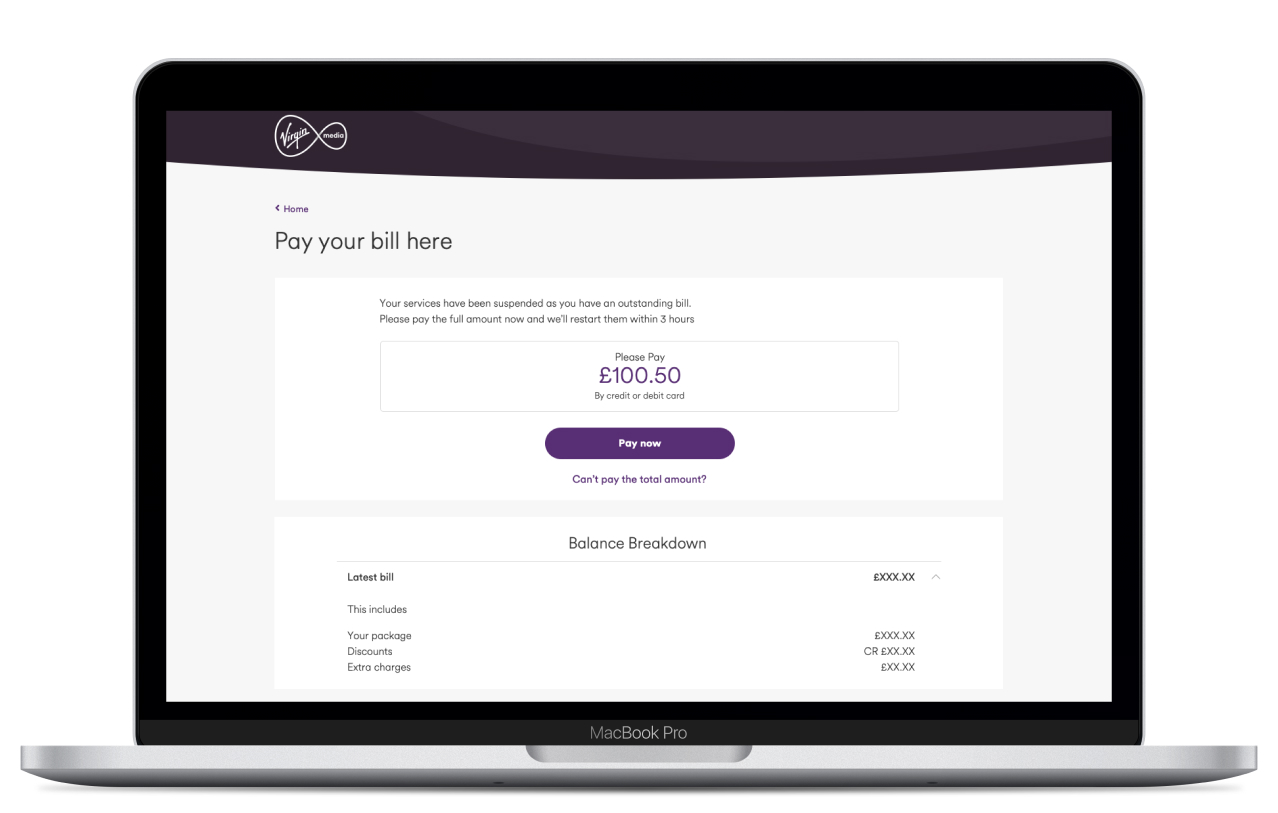 Virgin media
Home
Pay your bill here
Your services have been suspended as you have an outstanding bill.
Please pay the full amount now and we'll restart them within 3 hours
Please Pay
£100.50
By credit or debit card
Pay now
Can't pay the total amount?
Balance Breakdown
Latest bill £XXX.XX
This includes
Your package £XXX.XX
Discounts CR £XX.XX
Extra charges £XX.XX
MacBook Pro